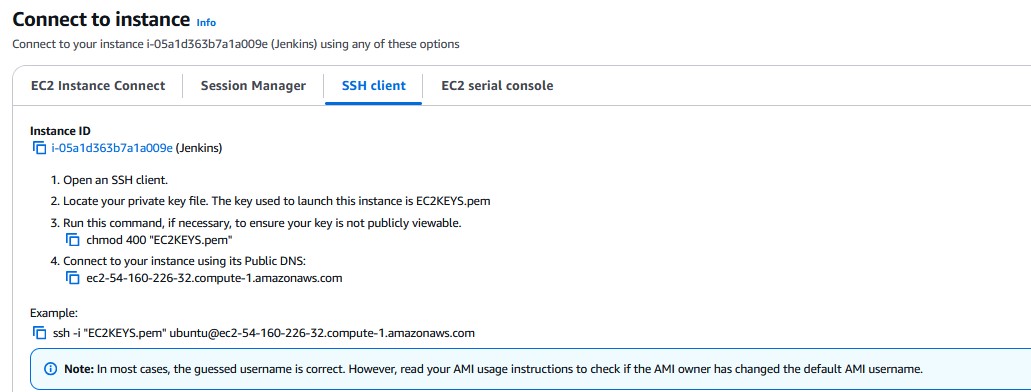 Connect to instance Info
Connect to your instance i-05a1d363b7a1a009e (Jenkins) using any of these options
EC2 Instance Connect Session Manager SSH client EC2 serial console
Instance ID
i-05a1d363b7a1a009e (Jenkins)
1. Open an SSH client.
2. Locate your private key file. The key used to launch this instance is EC2KEYS.pem
3. Run this command, if necessary, to ensure your key is not publicly viewable.
chmod 400 "EC2KEYS.pem"
4. Connect to your instance using its Public DNS:
ec2-54-160-226-32.compute-1.amazonaws.com
Example:
ssh -i "EC2KEYS.pem" ubuntu@ec2-54-160-226-32.compute-1.amazonaws.com
Note: In most cases, the guessed username is correct. However, read your AMI usage instructions to check if the AMI owner has changed the default AMI username.